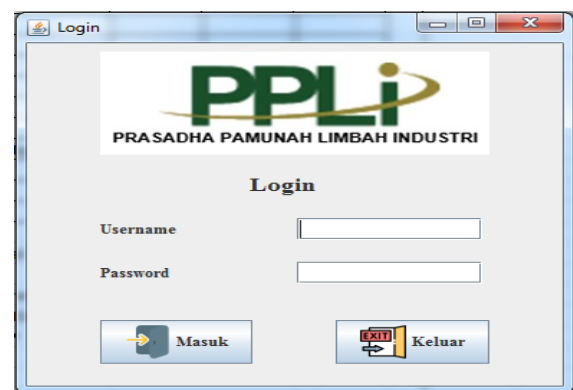 Login
PPLi
PRASADHA PAMUNAH LIMBAH INDUSTRI
Login
Username
Password
Masuk
EXIT
Keluar